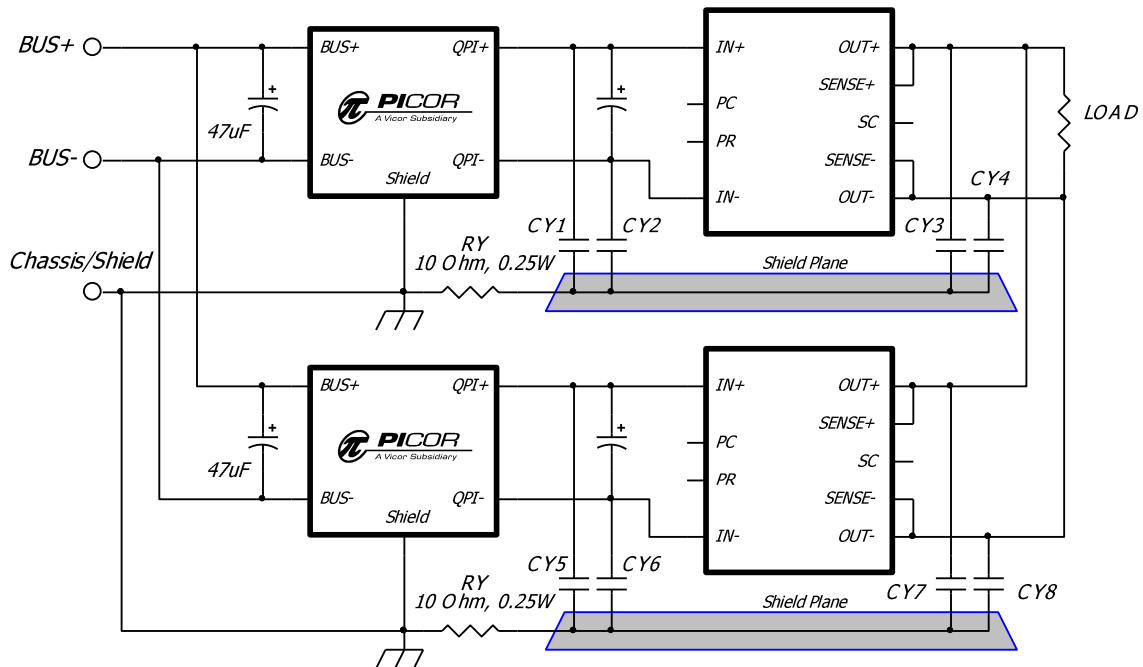 BUS+
BUS-
Chassis/Shield
47uF
BUS+
QPI+
PICOR
A Vicor Subsidiary
BUS-
QPI-
Shield
+
+
IN+
OUT+
SENSE+
PC
SC
PR
SENSE-
IN-
OUT-
LOAD
CY1
CY2
CY3
CY4
RY
10 Ohm, 0.25W
Shield Plane
47uF
BUS+
QPI+
PICOR
A Vicor Subsidiary
BUS-
QPI-
Shield
+
+
IN+
OUT+
SENSE+
PC
SC
PR
SENSE-
IN-
OUT-
CY5
CY6
CY7
CY8
RY
10 Ohm, 0.25W
Shield Plane